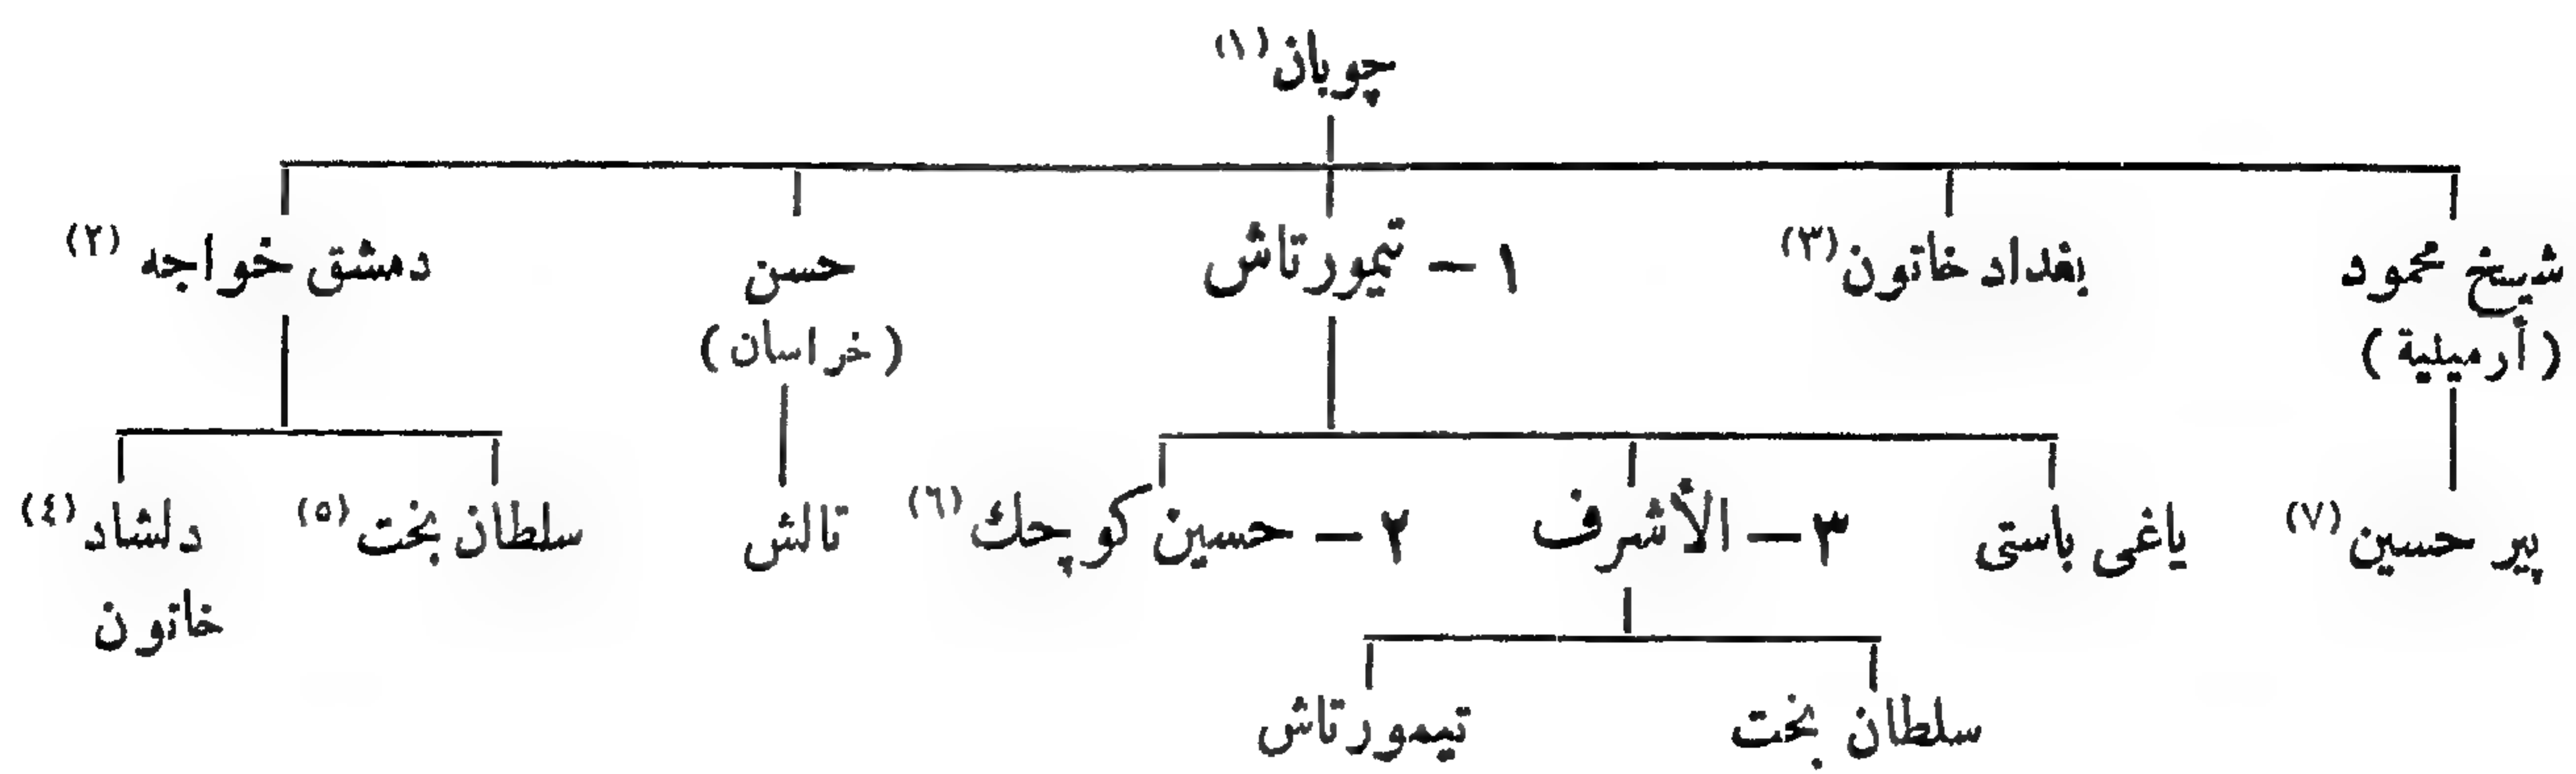 چوبان (١)
شيخ محمود
(أرميلية)
بغداد خاتون (٣)
١ - تيمورتاش
حسن
(خراسان)
دمشق خواجه (٢)
پير حسين (٧)
ياغى باستى
٣ - الأشرف
٢ - حسين كوچك (٦)
تالش
سلطان بخت (٥)
دلشاد (٤)
خاتون
سلطان بخت
تيمورتاش